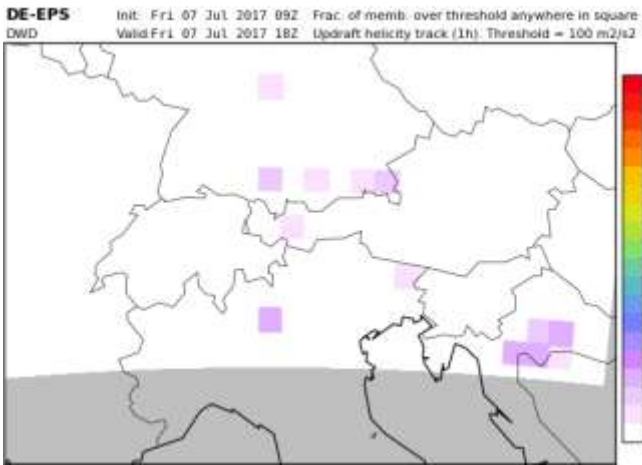 DE-EPS Init: Fri 07 Jul 2017 09Z Frac. of memb. over threshold anywhere in square
DWD Valid:Fri 07 Jul 2017 18Z Updraft helicity track (1h). Threshold = 100 m2/s2